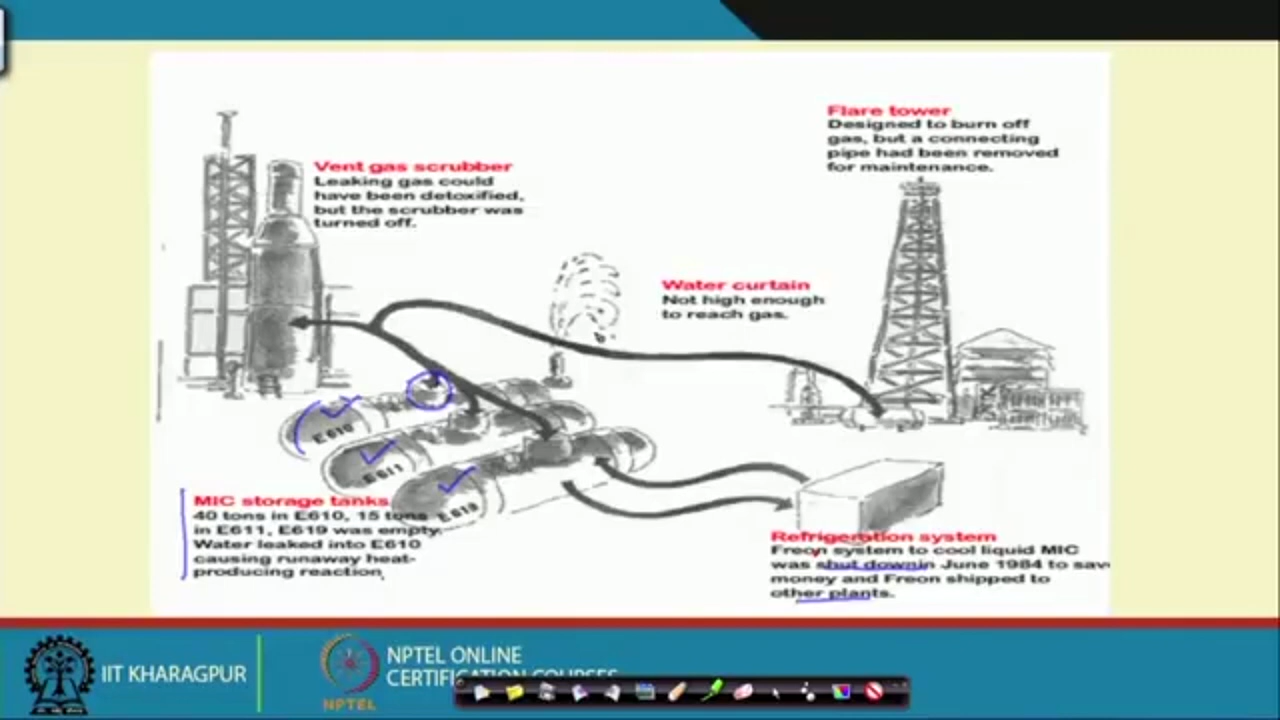 Flare tower
Designed to burn off
gas, but a connecting
pipe had been removed
for maintenance.
Vent gas scrubber
Leaking gas could
have been detoxified,
but the scrubber was
turned off.
Water curtain
Not high enough
to reach gas.
E610
E611
E619
MIC storage tanks
40 tons in E610, 15 tons
in E611, E619 was empty.
Water leaked into E610
causing runaway heat-
producing reaction
Refrigeration system
Freon system to cool liquid MIC
was shut downin June 1984 to save
money and Freon shipped to
other plants.
IIT KHARAGPUR
NPTEL
NPTEL ONLINE
CERTIFICATION COURSES